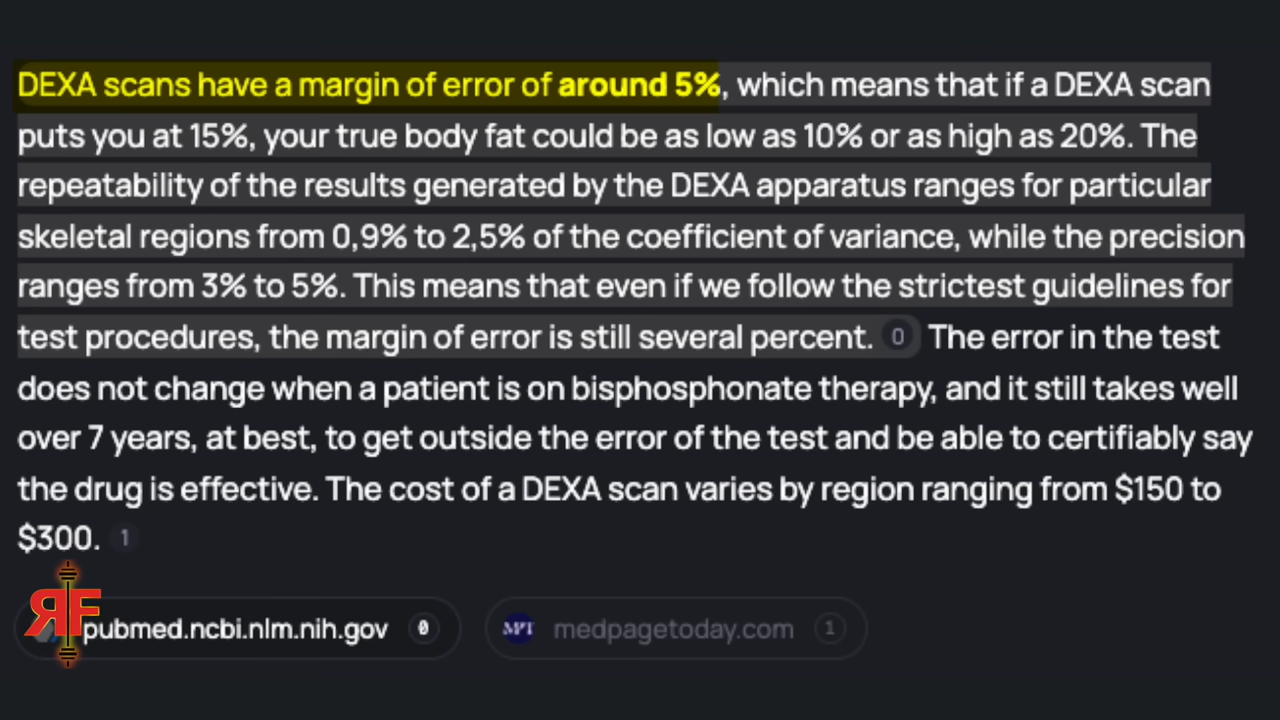 DEXA scans have a margin of error of around 5%, which means that if a DEXA scan
puts you at 15%, your true body fat could be as low as 10% or as high as 20%. The
repeatability of the results generated by the DEXA apparatus ranges for particular
skeletal regions from 0,9% to 2,5% of the coefficient of variance, while the precision
ranges from 3% to 5%. This means that even if we follow the strictest guidelines for
test procedures, the margin of error is still several percent. 0 The error in the test
does not change when a patient is on bisphosphonate therapy, and it still takes well
over 7 years, at best, to get outside the error of the test and be able to certifiably say
the drug is effective. The cost of a DEXA scan varies by region ranging from $150 to
$300. 1
RF pubmed.ncbi.nlm.nih.gov 0 MPT medpagetoday.com 1